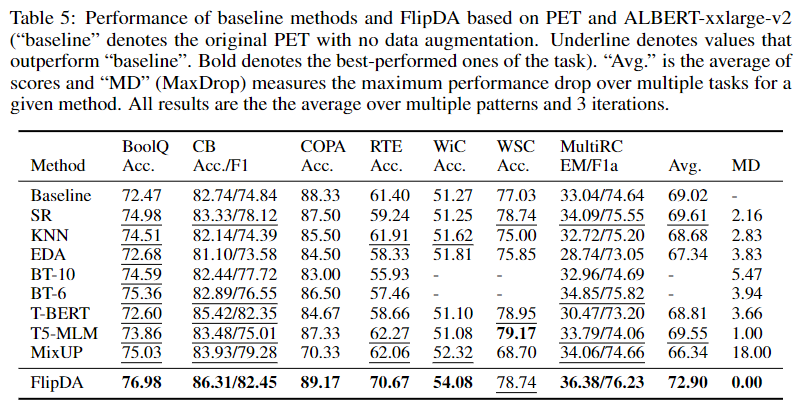 Table 5: Performance of baseline methods and FlipDA based on PET and ALBERT-xxlarge-v2
(“baseline” denotes the original PET with no data augmentation. Underline denotes values that
outperform “baseline”. Bold denotes the best-performed ones of the task). “Avg.” is the average of
scores and “MD” (MaxDrop) measures the maximum performance drop over multiple tasks for a
given method. All results are the the average over multiple patterns and 3 iterations.
BoolQ CB COPA RTE WiC WSC MultiRC
Method Acc. Acc./F1 Acc. Acc. Acc. Acc. EM/F1a Avg. MD
Baseline 72.47 82.74/74.84 88.33 61.40 51.27 77.03 33.04/74.64 69.02 -
SR 74.98 83.33/78.12 87.50 59.24 51.25 78.74 34.09/75.55 69.61 2.16
KNN 74.51 82.14/74.39 85.50 61.91 51.62 75.00 32.72/75.20 68.68 2.83
EDA 72.68 81.10/73.58 84.50 58.33 51.81 75.85 28.74/73.05 67.34 3.83
BT-10 74.59 82.44/77.72 83.00 55.93 - - 32.96/74.69 - 5.47
BT-6 75.36 82.89/76.55 86.50 57.46 - - 34.85/75.82 - 3.94
T-BERT 72.60 85.42/82.35 84.67 58.66 51.10 78.95 30.47/73.20 68.81 3.66
T5-MLM 73.86 83.48/75.01 87.33 62.27 51.08 79.17 33.79/74.06 69.55 1.00
MixUP 75.03 83.93/79.28 70.33 62.06 52.32 68.70 34.06/74.66 66.34 18.00
FlipDA 76.98 86.31/82.45 89.17 70.67 54.08 78.74 36.38/76.23 72.90 0.00